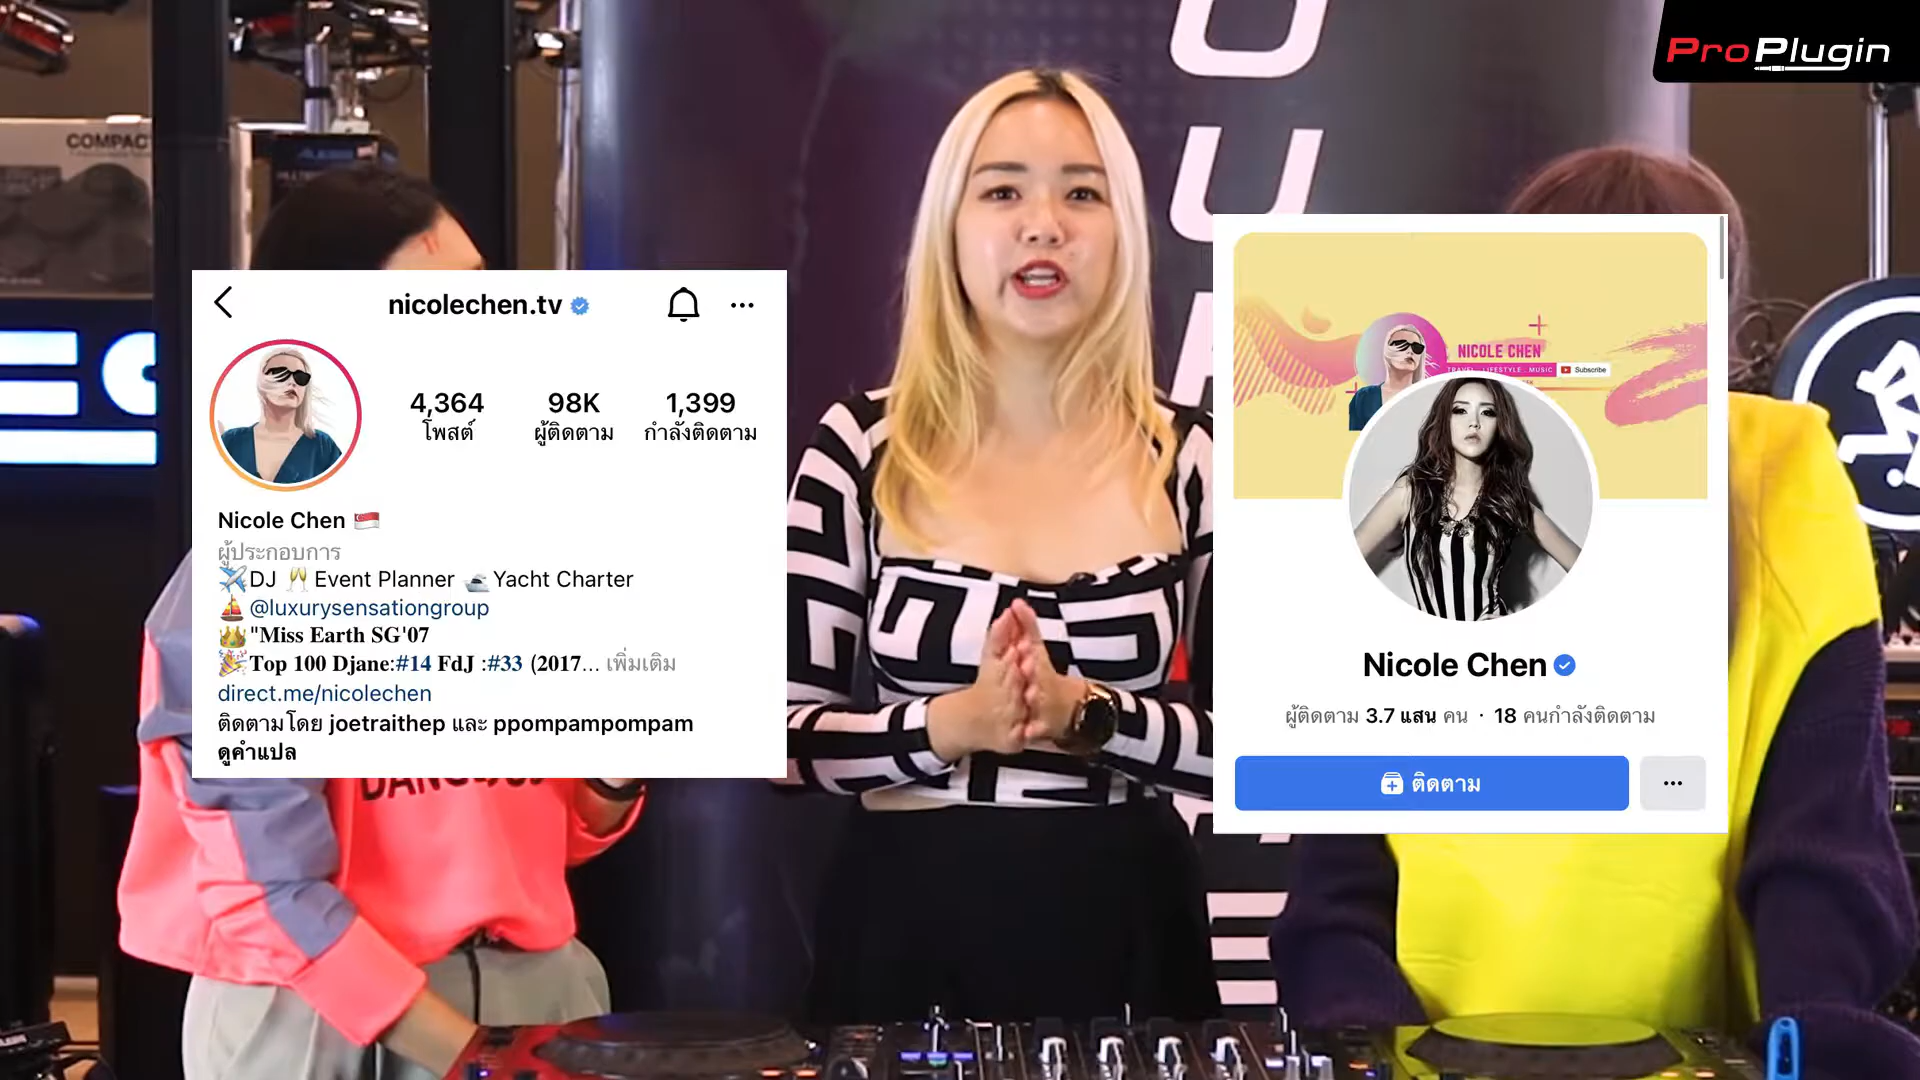 ProPlugin
COMPACT
nicolechen.tv
4,364
โพสต์
98K
ผู้ติดตาม
1,399
กำลังติดตาม
Nicole Chen 🇸🇬
ผู้ประกอบการ
✈️DJ 🥂Event Planner 🛥️Yacht Charter
⛵@luxurysensationgroup
👑"Miss Earth SG'07
🎉Top 100 Djane:#14 FdJ :#33 (2017... เพิ่มเติม
direct.me/nicolechen
ติดตามโดย joetraithep และ ppompampompam
ดูคำแปล
NICOLE CHEN
TRAVEL . LIFESTYLE . MUSIC
Subscribe
Nicole Chen
ผู้ติดตาม 3.7 แสน คน · 18 คนกำลังติดตาม
ติดตาม